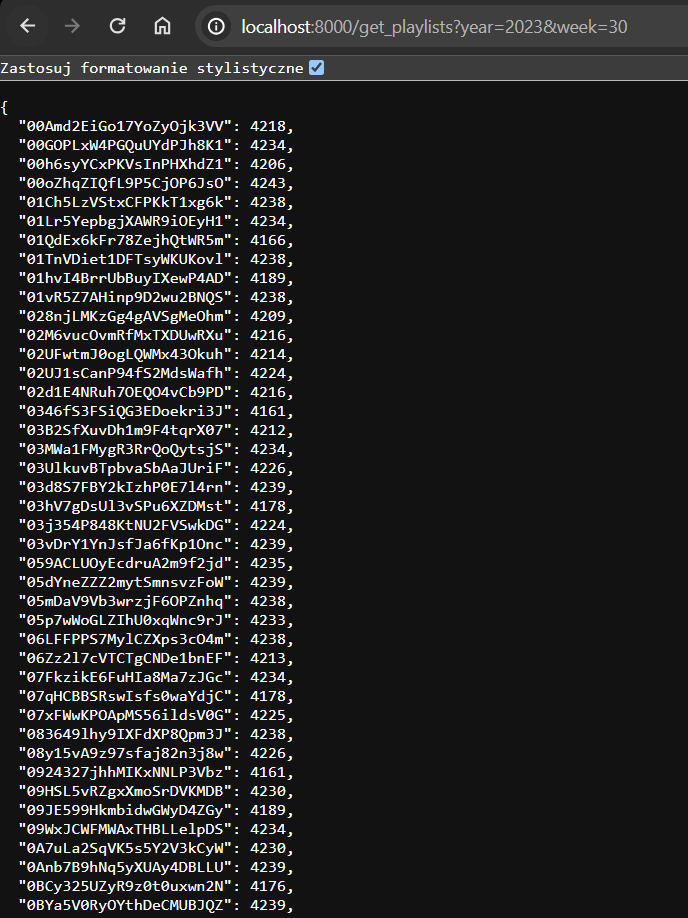 localhost:8000/get_playlists?year=2023&week=30
Zastosuj formatowanie stylistyczne
{
"00Amd2EiGo17YoZyOjk3VV": 4218,
"00GOPLxW4PGQuUYdPJh8K1": 4234,
"00h6syYCxPKVsInPHXhdZ1": 4206,
"00oZhqZIQfL9P5CjOP6JsO": 4243,
"01Ch5LzVStxCFPKkT1xg6k": 4238,
"01Lr5YepbgjXAWR9iOEyH1": 4234,
"01QdEx6kFr78ZejhQtWR5m": 4166,
"01TnVDiet1DFTsyWKUKovl": 4238,
"01hvI4BrrUbBuyIXewP4AD": 4189,
"01vR5Z7AHinp9D2wu2BNQS": 4238,
"028njLMKzGg4gAVSgMeOhm": 4209,
"02M6vucOvmRfMxTXDUwRXu": 4216,
"02UFwtmJ0ogLQWMx43Okuh": 4214,
"02UJ1sCanP94fS2MdsWafh": 4224,
"02d1E4NRuh7OEQO4vCb9PD": 4216,
"0346fS3FSiQG3EDoekri3J": 4161,
"03B2SfXuvDh1m9F4tqrX07": 4212,
"03MWa1FMygR3RrQoQytsjS": 4234,
"03UlkuvBTpbvaSbAaJUriF": 4226,
"03d8S7FBY2kIzhP0E7l4rn": 4239,
"03hV7gDsUl3vSPu6XZDMst": 4178,
"03j354P848KtNU2FVSwkDG": 4224,
"03vDrY1YnJsfJa6fKp1Onc": 4239,
"059ACLUOyEcdruA2m9f2jd": 4235,
"05dYneZZZ2mytSmnsvzFoW": 4239,
"05mDaV9Vb3wrzjF6OPZnhq": 4238,
"05p7wWoGLZIhU0xqWnc9rJ": 4233,
"06LFFPPS7MylCZXps3cO4m": 4238,
"06Zz2l7cVTCTgCNDe1bnEF": 4213,
"07FkzikE6FuHIa8Ma7zJGc": 4234,
"07qHCBBSRswIsfs0waYdjC": 4178,
"07xFWwKPOApMS56ildsV0G": 4225,
"083649lhy9IXFdXP8Qpm3J": 4238,
"08y15vA9z97sfaj82n3j8w": 4226,
"0924327jhhMIKxNNLP3Vbz": 4161,
"09HSL5vRZgxXmoSrDVKMDB": 4230,
"09JE599HkmbidwGWyD4ZGy": 4189,
"09WxJCWFMWAxTHBLLelpDS": 4234,
"0A7uLa2SqVK5s5Y2V3kCyW": 4230,
"0Anb7B9hNq5yXUAy4DBLLU": 4239,
"0BCy325UZyR9z0t0uxwn2N": 4176,
"0BYa5V0RyOYthDeCMUBJQZ": 4239,